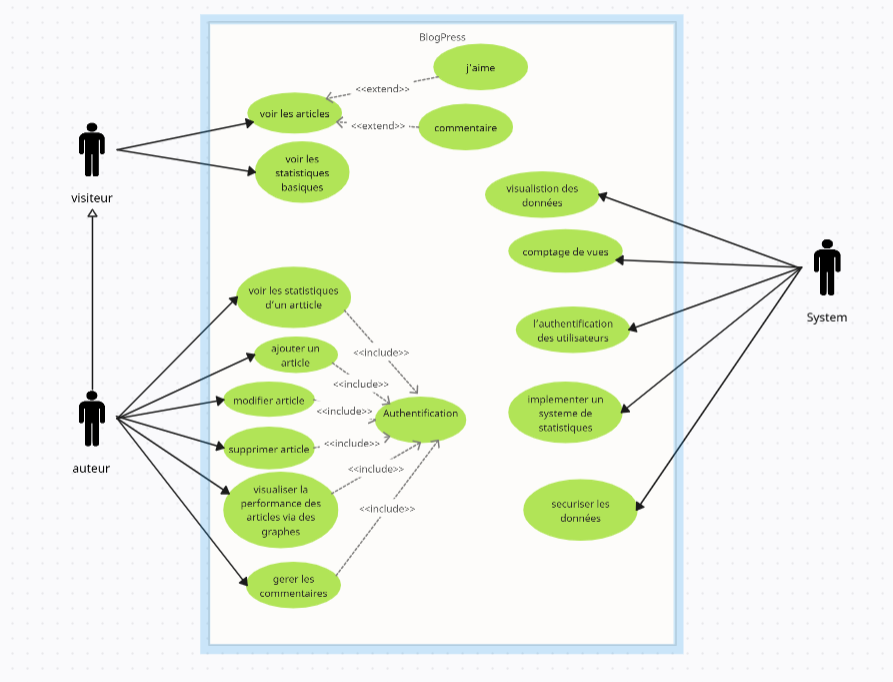 BlogPress
j'aime
<<extend>>
voir les articles
<<extend>>
commentaire
voir les
statistiques
basiques
visiteur
visualistion des
données
comptage de vues
System
voir les statistiques
d'un articcle
l'authentification
des utilisateurs
<<include>>
ajouter un
article
<<include>>
modifier article
<<include>>
Authentification
implementer un
systeme de
statistiques
supprimer article
<<include>>
auteur
<<include>>
visualiser la
performance des
articles via des
graphes
<<include>>
securiser les
données
gerer les
commentaires